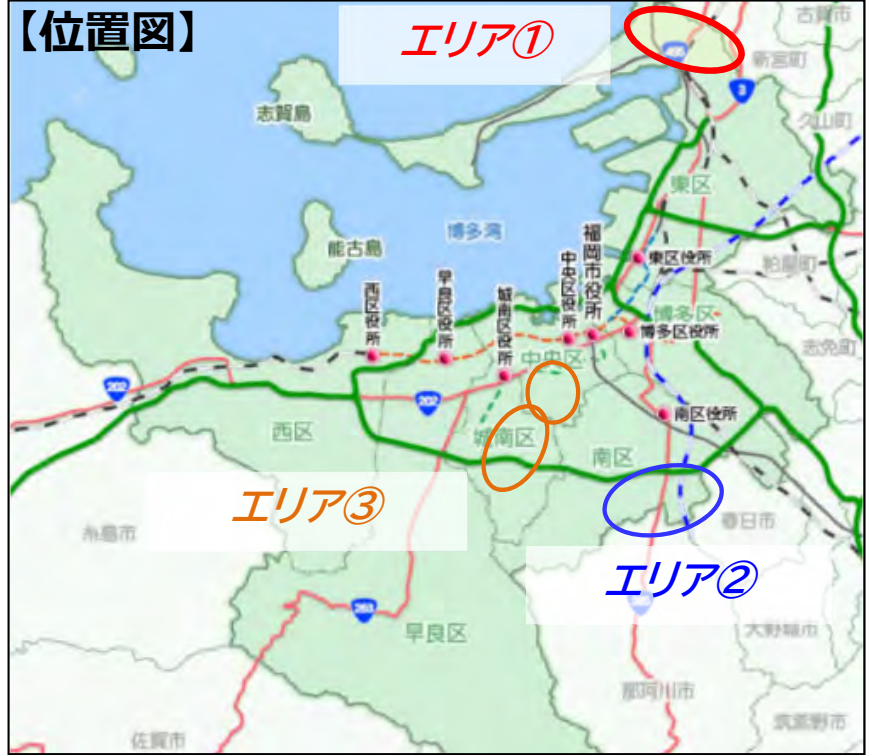 【位置図】
エリア①
古賀市
495
新宮町
3
志賀島
久山町
東区
博多湾
能古島
福岡市役所
中央区役所
東区役所
粕屋町
西区役所
早良区役所
城南区役所
博多区
博多区役所
志免町
中央区
202
202
南区役所
西区
城南区
南区
エリア③
春日市
糸島市
エリア②
263
早良区
大野城市
那珂川市
筑紫野市
佐賀市